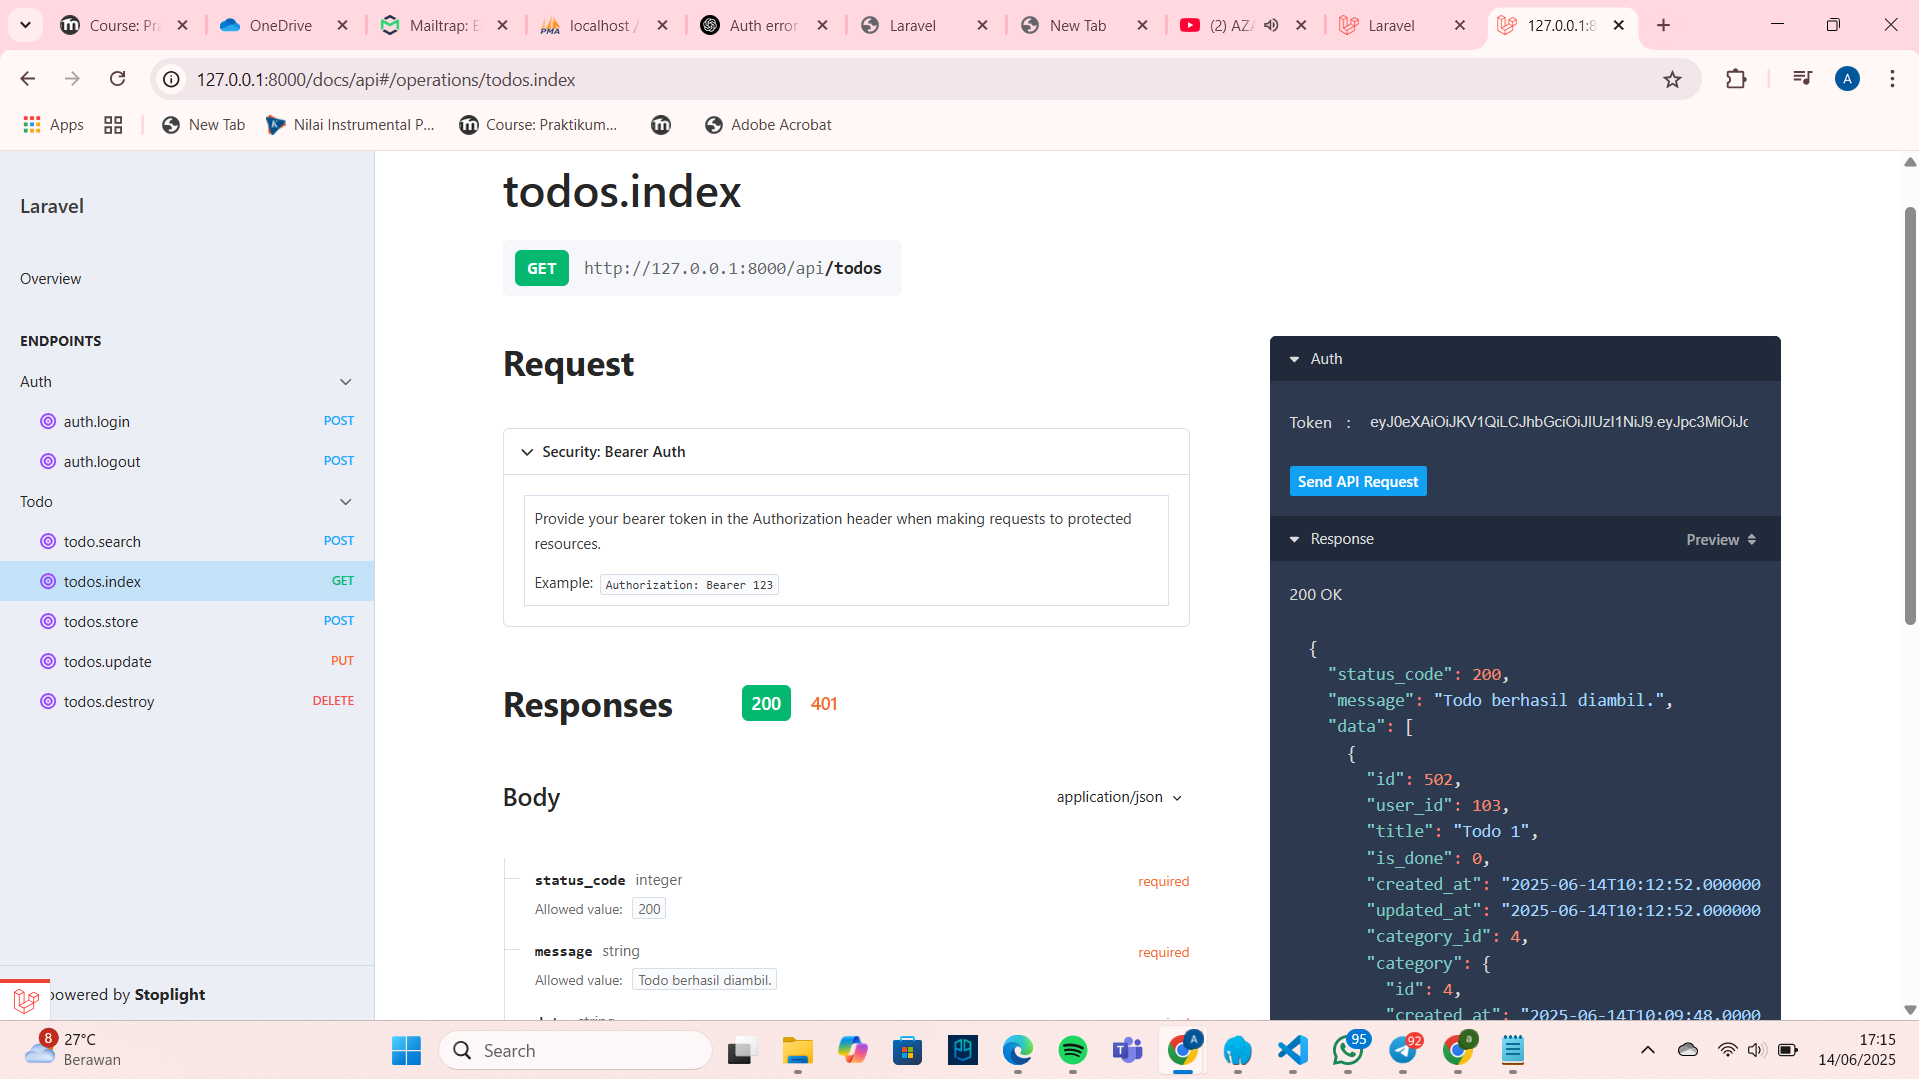 Course: Pra
OneDrive
Mailtrap: E
localhost /
Auth error
Laravel
New Tab
(2) AZA
Laravel
127.0.0.1:8
127.0.0.1:8000/docs/api#/operations/todos.index
A
Apps
New Tab
Nilai Instrumental P...
Course: Praktikum...
Adobe Acrobat
Laravel
Overview
ENDPOINTS
Auth
auth.login POST
auth.logout POST
Todo
todo.search POST
todos.index GET
todos.store POST
todos.update PUT
todos.destroy DELETE
powered by Stoplight
todos.index
GET http://127.0.0.1:8000/api/todos
Request
Security: Bearer Auth
Provide your bearer token in the Authorization header when making requests to protected
resources.
Example: Authorization: Bearer 123
Responses 200 401
Body application/json
status_code integer required
Allowed value: 200
message string required
Allowed value: Todo berhasil diambil.
Auth
Token : eyJ0eXAiOiJKV1QiLCJhbGciOiJIUzI1NiJ9.eyJpc3MiOiJc
Send API Request
Response Preview
200 OK
{
"status_code": 200,
"message": "Todo berhasil diambil.",
"data": [
{
"id": 502,
"user_id": 103,
"title": "Todo 1",
"is_done": 0,
"created_at": "2025-06-14T10:12:52.000000
"updated_at": "2025-06-14T10:12:52.000000
"category_id": 4,
"category": {
"id": 4,
"created_at": "2025-06-14T10:09:48.0000
8
27°C
Berawan
Search
A
95
92
a
17:15
14/06/2025